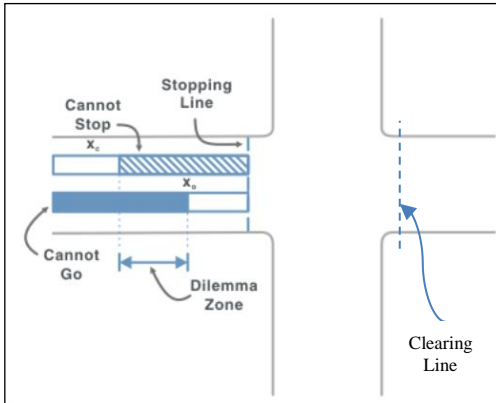 Stopping
Line
Cannot
Stop
xc
xo
Cannot
Go
Dilemma
Zone
Clearing
Line